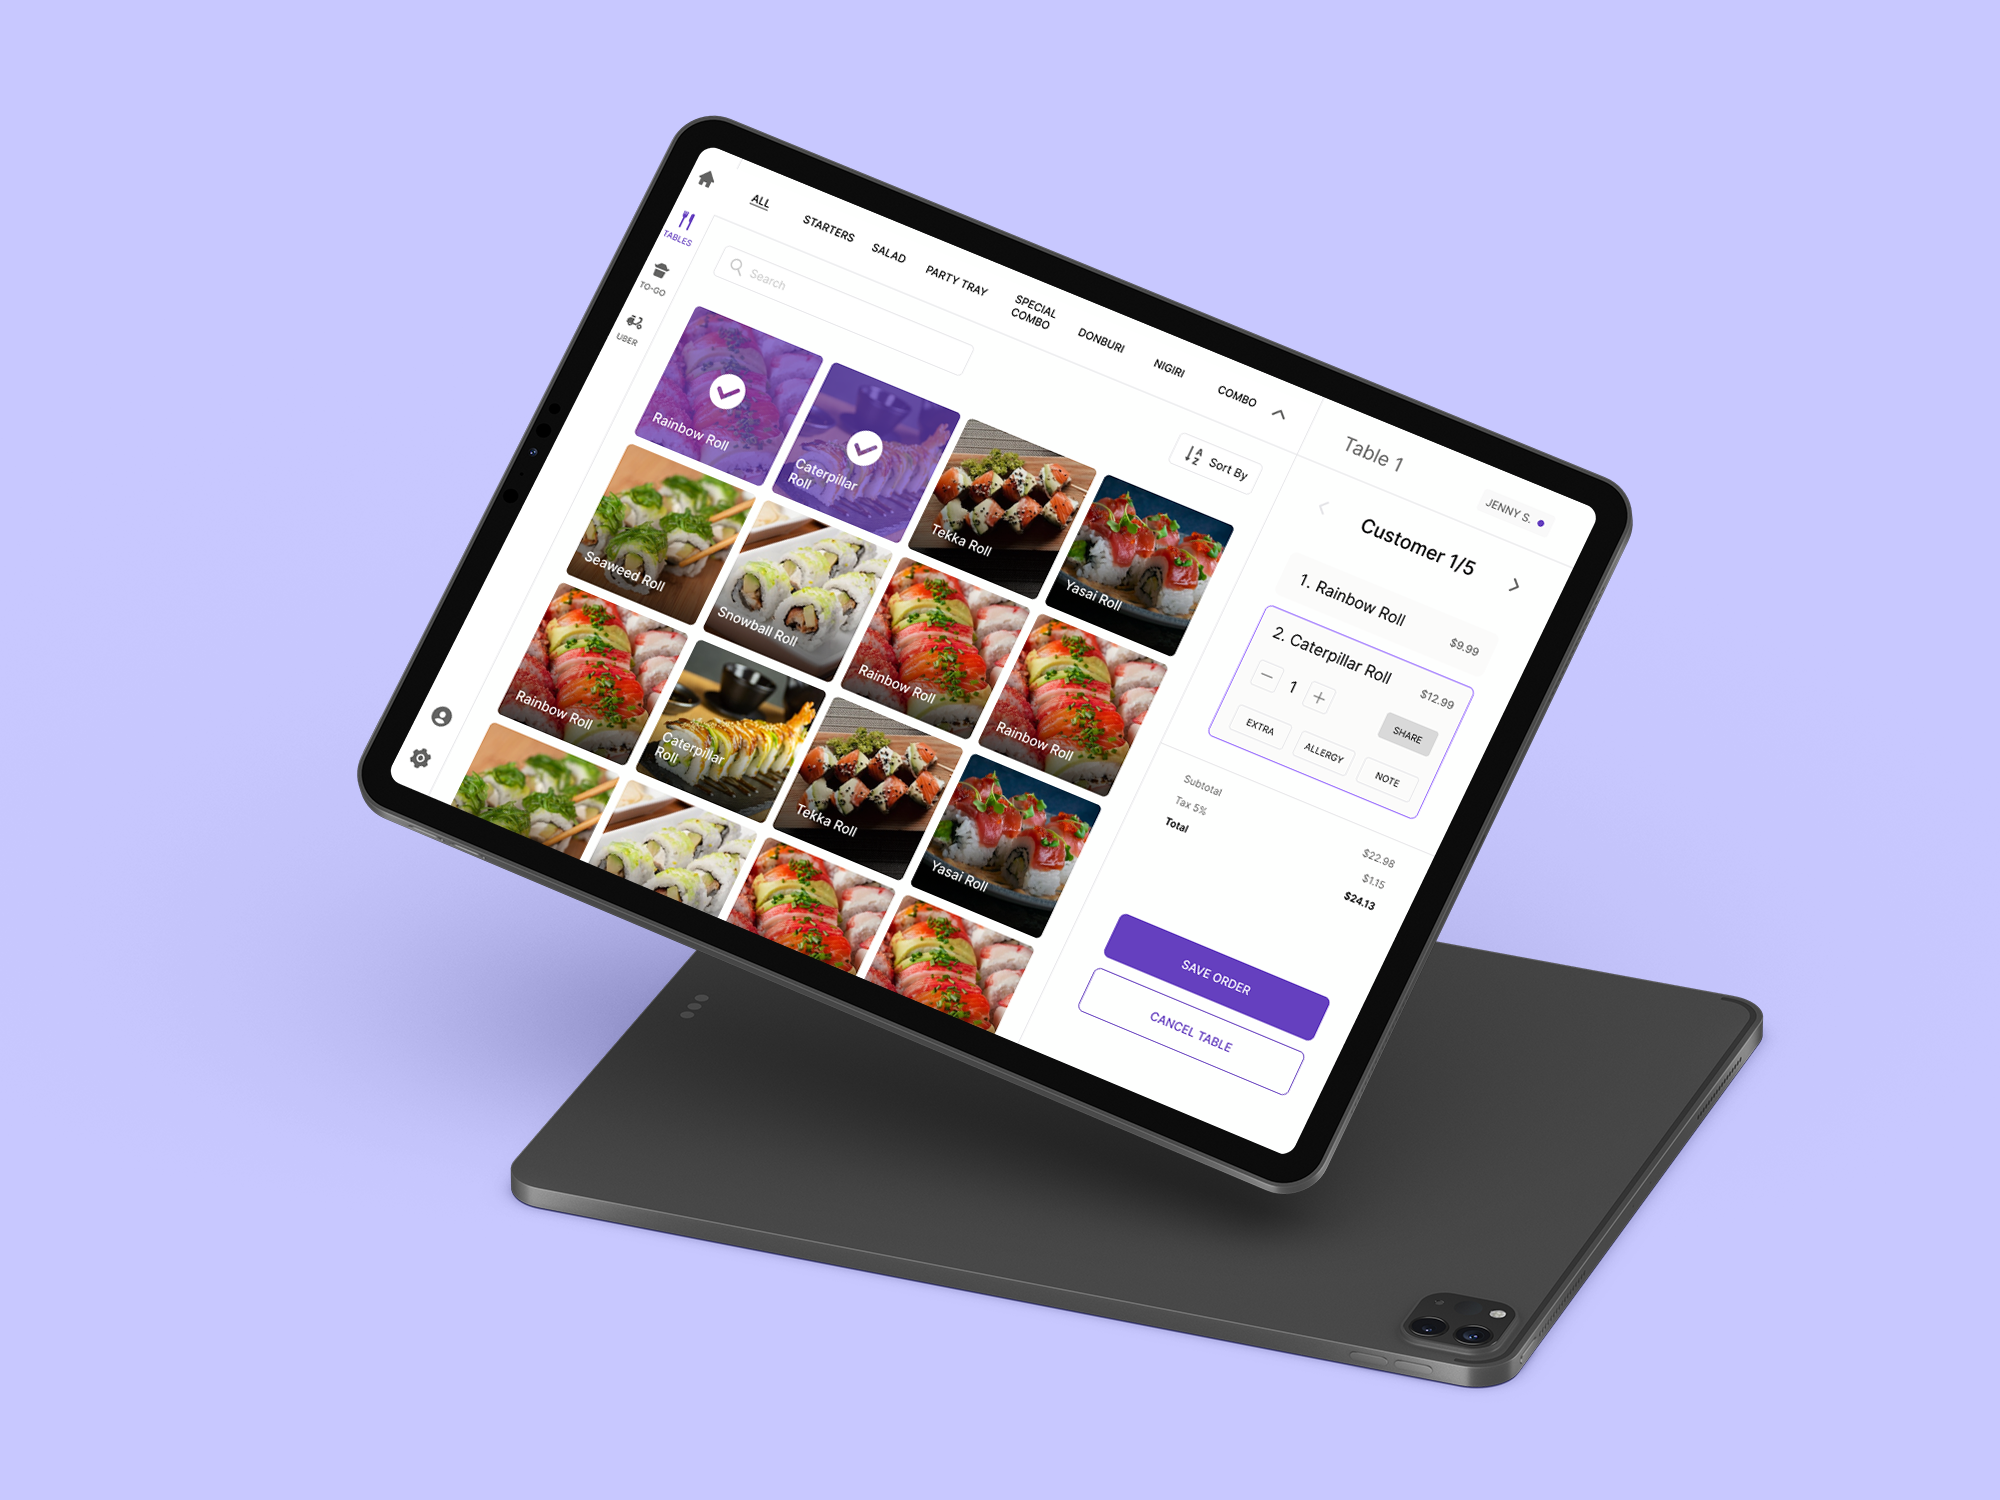 ALL
STARTERS
SALAD
PARTY TRAY
SPECIAL
COMBO
DONBURI
NIGIRI
COMBO
TABLES
TO-GO
UBER
Search
Sort By
A
Z
Rainbow Roll
Caterpillar
Roll
Tekka Roll
Yasai Roll
Seaweed Roll
Snowball Roll
Rainbow Roll
Rainbow Roll
Rainbow Roll
Caterpillar
Roll
Tekka Roll
Yasai Roll
Table 1
JENNY S.
Customer 1/5
1. Rainbow Roll
$9.99
2. Caterpillar Roll
$12.99
1
SHARE
EXTRA
ALLERGY
NOTE
Subtotal
$22.98
Tax 5%
$1.15
Total
$24.13
SAVE ORDER
CANCEL TABLE